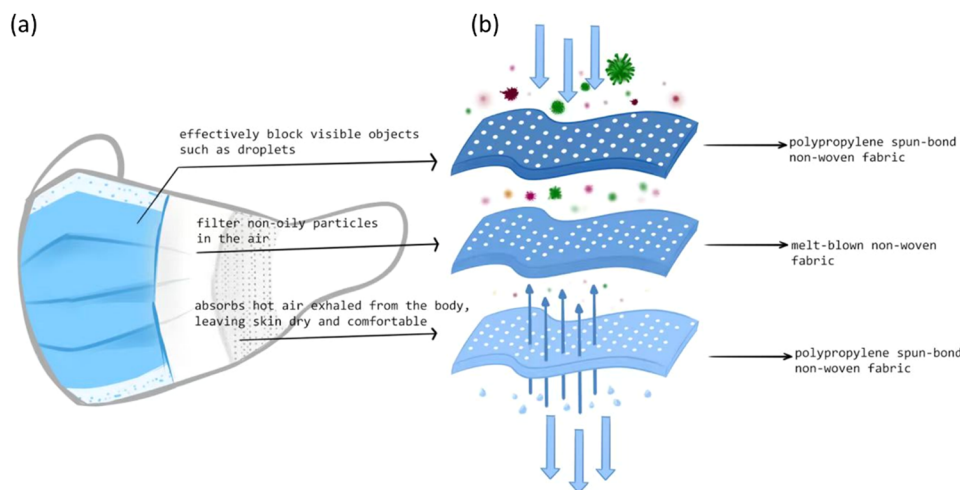 (a)
(b)
effectively block visible objects
such as droplets
polypropylene spun-bond
non-woven fabric
filter non-oily particles
in the air
melt-blown non-woven
fabric
absorbs hot air exhaled from the body,
leaving skin dry and comfortable
polypropylene spun-bond
non-woven fabric